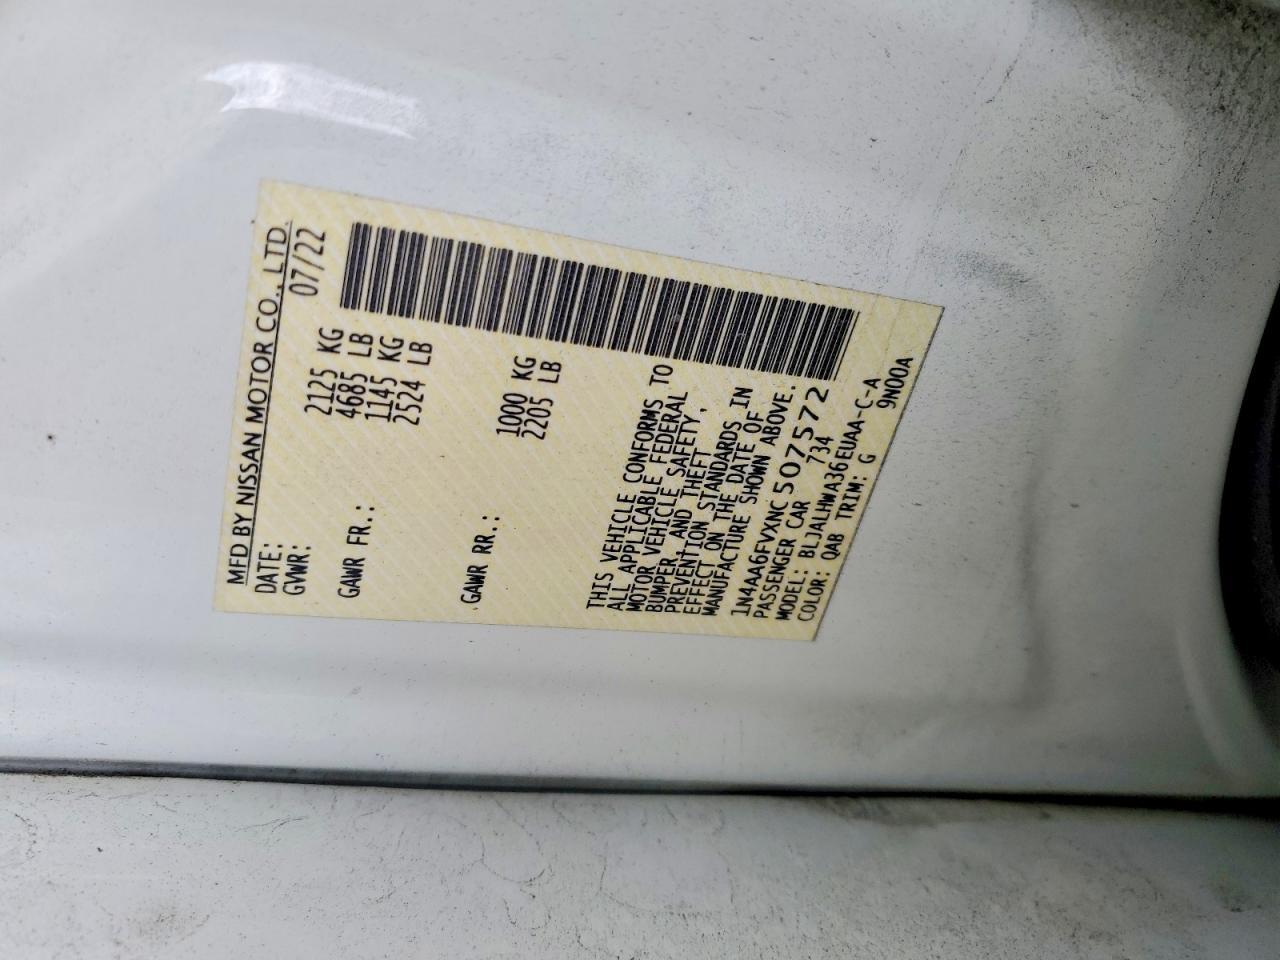 MFD BY NISSAN MOTOR CO., LTD.
DATE: 07/22
GVWR: 2125 KG
4685 LB
GAWR FR.: 1145 KG
2524 LB
GAWR RR.: 1000 KG
2205 LB
THIS VEHICLE CONFORMS TO
ALL APPLICABLE FEDERAL
MOTOR VEHICLE SAFETY,
BUMPER, AND THEFT
PREVENTION STANDARDS IN
EFFECT ON THE DATE OF
MANUFACTURE SHOWN ABOVE.
1N4AA6FVXNC507572
PASSENGER CAR 734
MODEL: BLJALHWA36EUAA-C-A
COLOR: QAB TRIM: G 9N00A